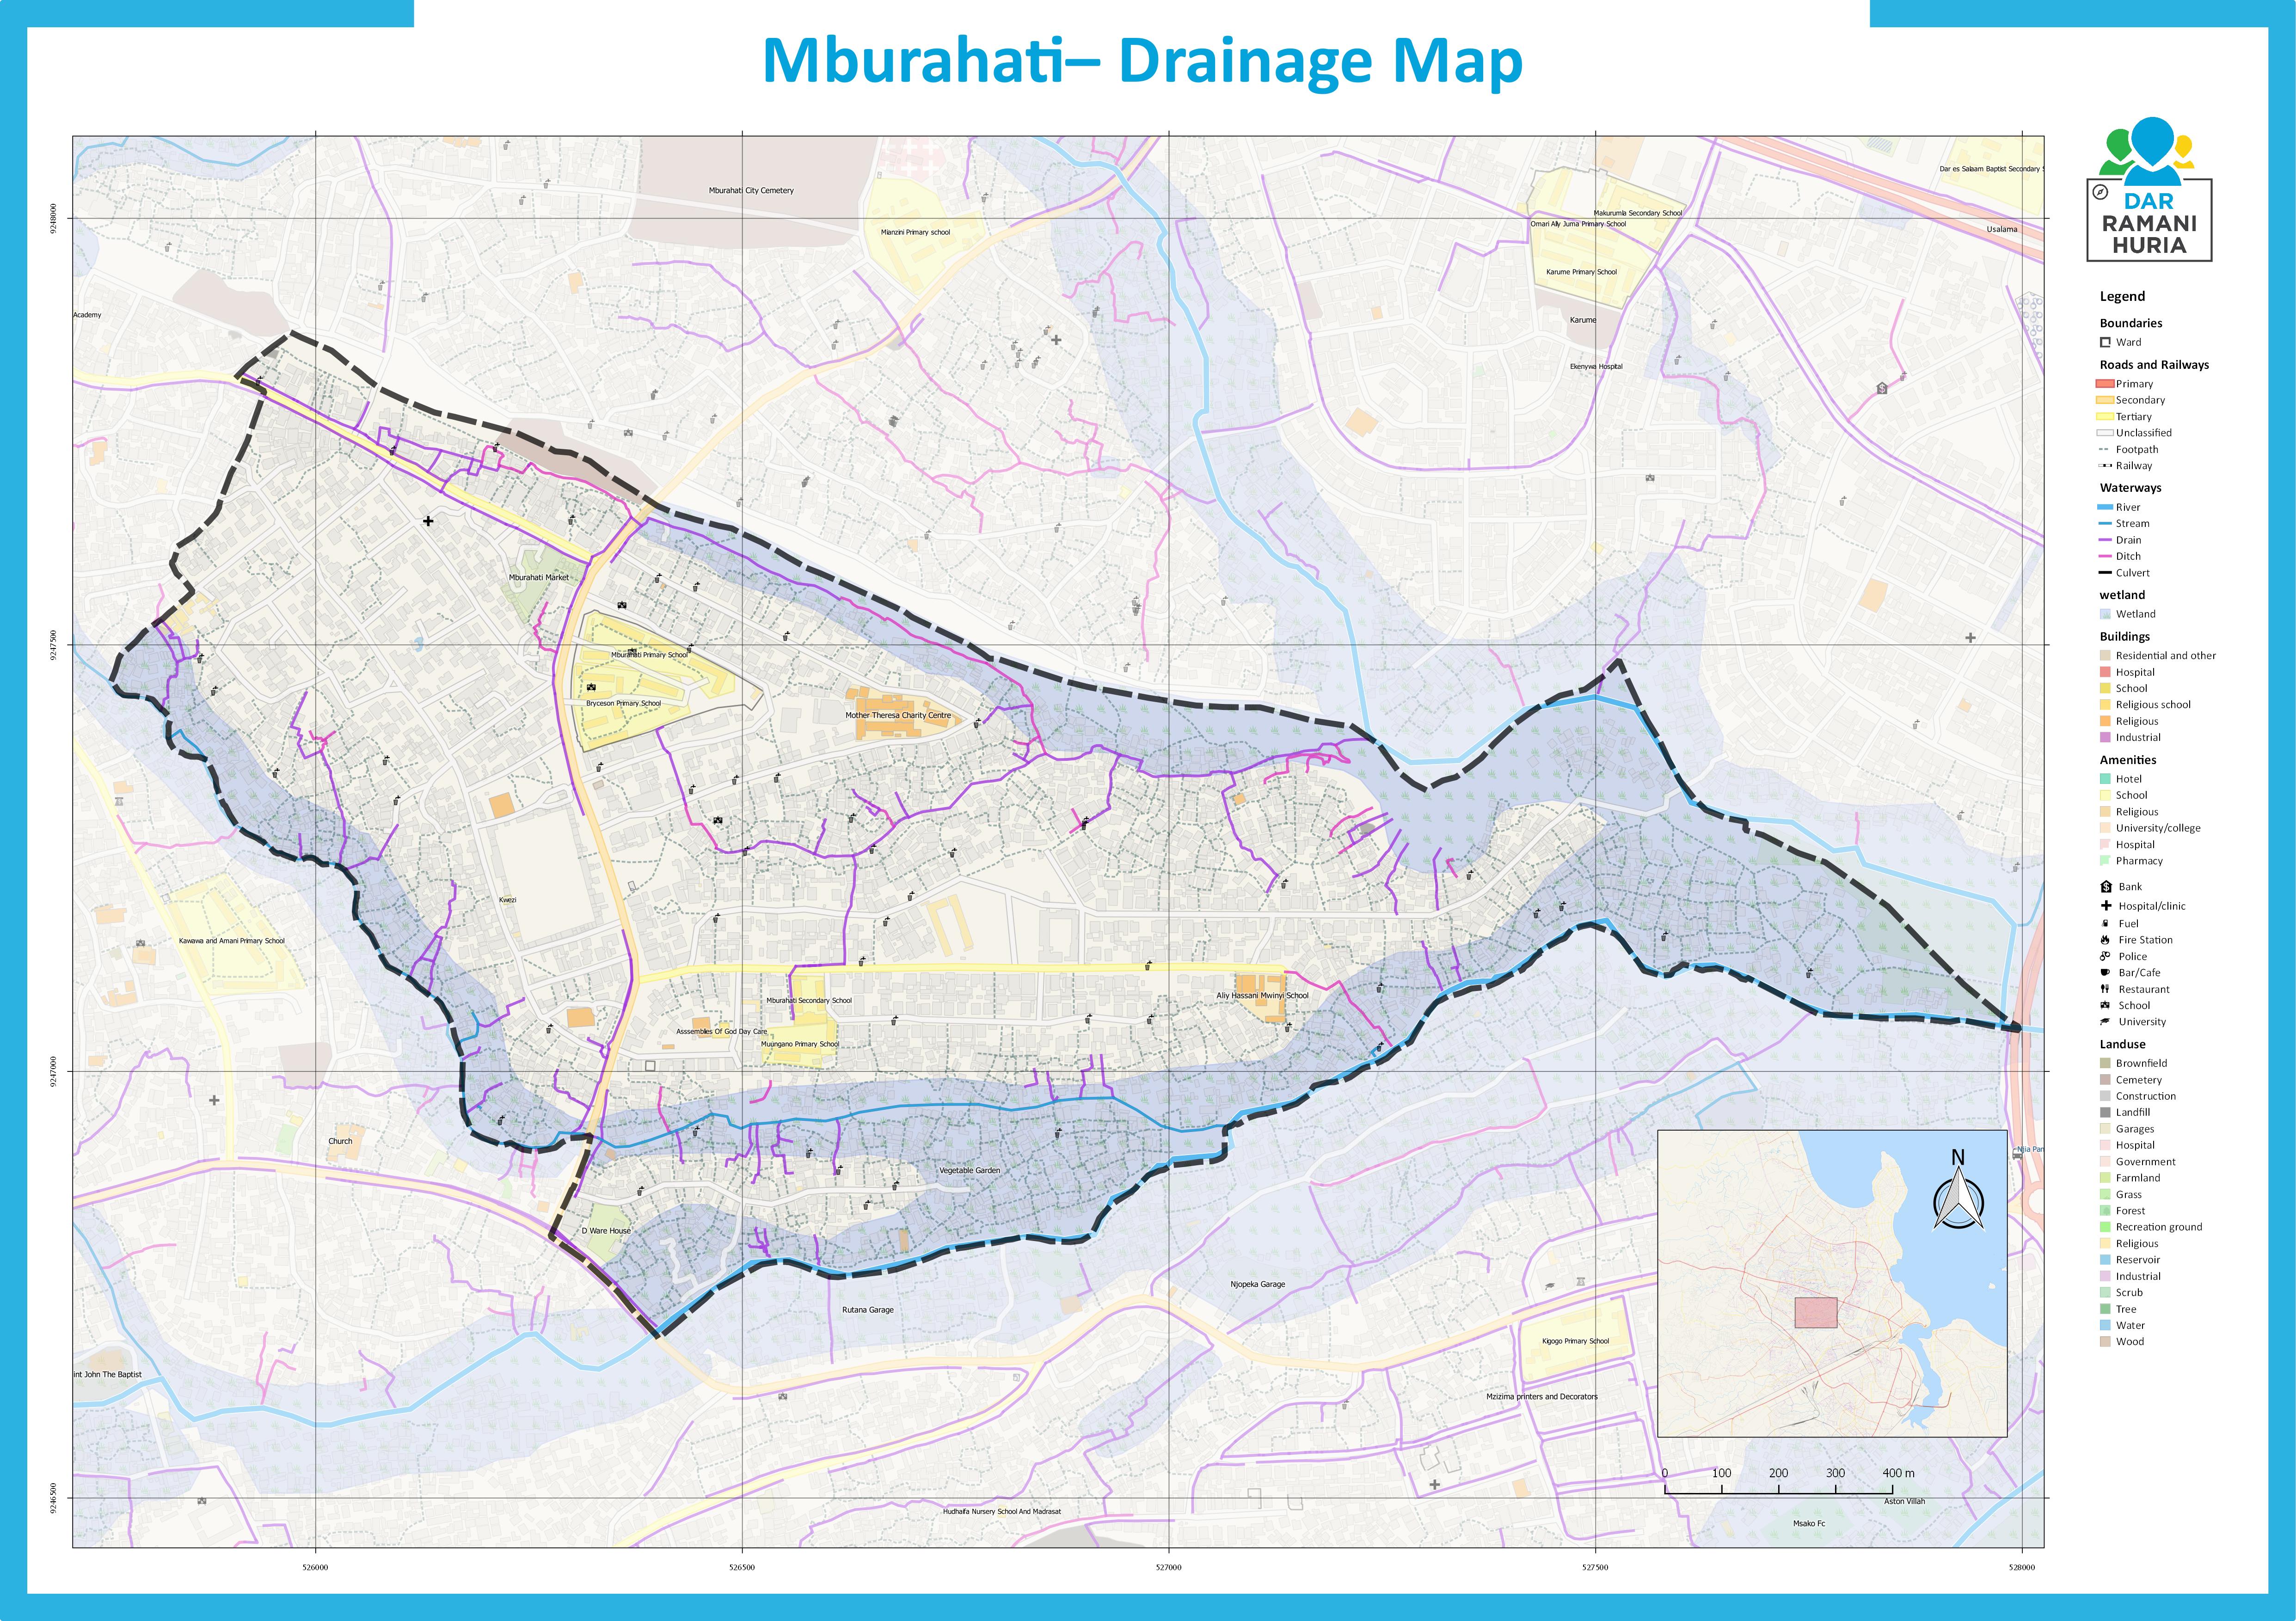 Mburahati– Drainage Map
DAR
RAMANI
HURIA
Mburahati City Cemetery
Mianzini Primary school
Dar es Salaam Baptist Secondary S
Makurumla Secondary School
Omari Ally Juma Primary School
Usalama
Karume Primary School
Academy
Karume
Ekenywa Hospital
Mburahati Market
Mburahati Primary School
Bryceson Primary School
Mother Theresa Charity Centre
Kwezi
Kawawa and Amani Primary School
Mburahati Secondary School
Aliy Hassani Mwinyi School
Asssemblies Of God Day Care
Muungano Primary School
Church
Vegetable Garden
D Ware House
Njia Pan
Njopeka Garage
Rutana Garage
Kigogo Primary School
int John The Baptist
Mzizima printers and Decorators
Hudhaifa Nursery School And Madrasat
Aston Villah
Msako Fc
N
0 100 200 300 400 m
9248000
9247500
9247000
9246500
526000 526500 527000 527500 528000
Legend
Boundaries
Ward
Roads and Railways
Primary
Secondary
Tertiary
Unclassified
Footpath
Railway
Waterways
River
Stream
Drain
Ditch
Culvert
wetland
Wetland
Buildings
Residential and other
Hospital
School
Religious school
Religious
Industrial
Amenities
Hotel
School
Religious
University/college
Hospital
Pharmacy
Bank
Hospital/clinic
Fuel
Fire Station
Police
Bar/Cafe
Restaurant
School
University
Landuse
Brownfield
Cemetery
Construction
Landfill
Garages
Hospital
Government
Farmland
Grass
Forest
Recreation ground
Religious
Reservoir
Industrial
Scrub
Tree
Water
Wood